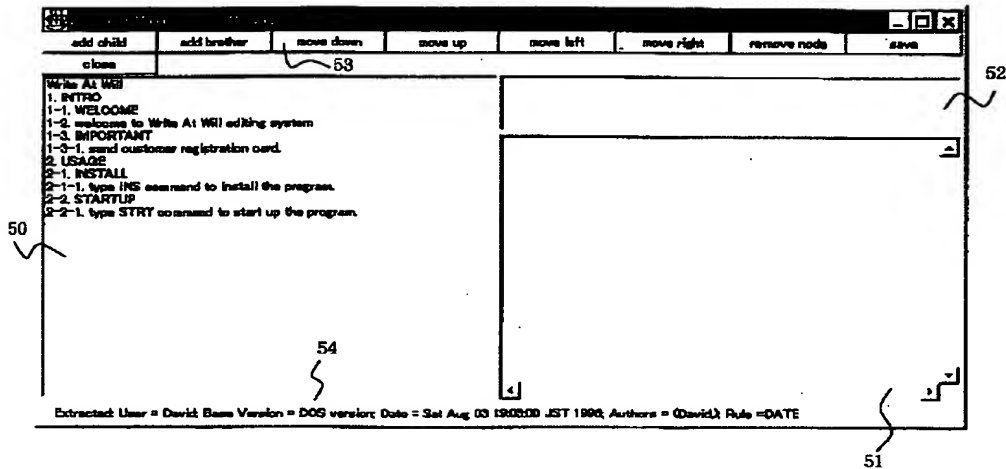 add child add brother move down move up move left move right remove node save
close
53
52
Write At Will
1. INTRO
1-1. WELCOME
1-2. welcome to Write At Will editing system
1-3. IMPORTANT
1-3-1. send customer registration card.
2. USAGE
2-1. INSTALL
2-1-1. type INS command to install the program.
2-2. STARTUP
2-2-1. type STRT command to start up the program.
50
54
Extracted: User = David; Base Version = DOS version; Date = Sat Aug 03 19:03:00 JST 1996; Authors = (David,); Rule =DATE
51